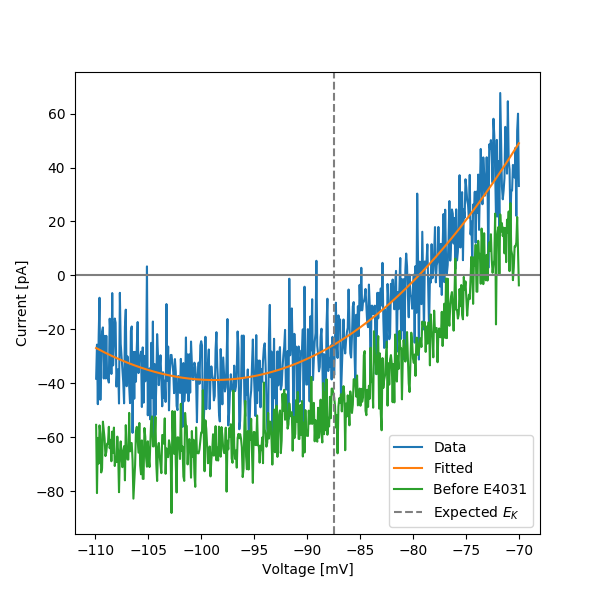 60
40
20
0
−20
−40
−60
−80
Current [pA]
Data
Fitted
Before E4031
Expected E_K
−110 −105 −100 −95 −90 −85 −80 −75 −70
Voltage [mV]